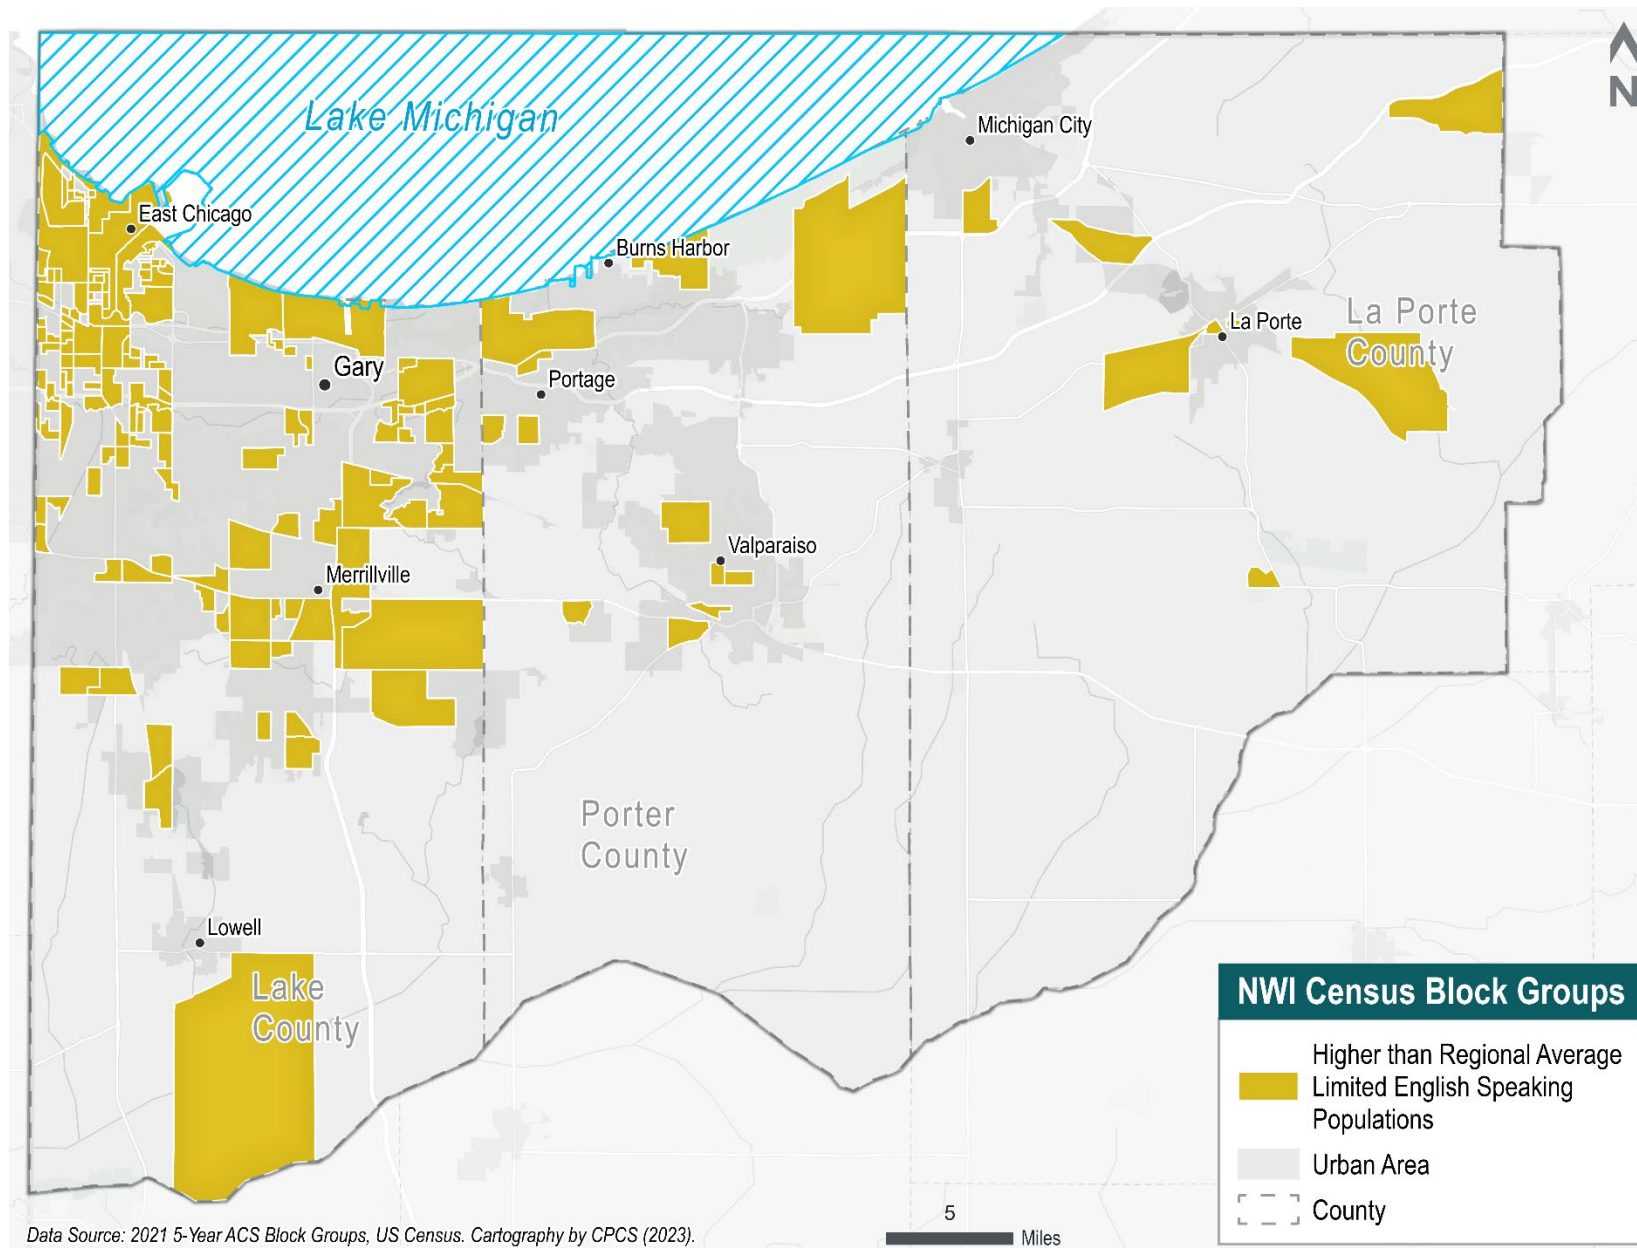 N
Lake Michigan
Michigan City
East Chicago
Burns Harbor
La Porte
County
La Porte
Gary
Portage
Valparaiso
Merrillville
Porter
County
Lowell
Lake
County
NWI Census Block Groups
Higher than Regional Average
Limited English Speaking
Populations
Urban Area
County
5
Miles
Data Source: 2021 5-Year ACS Block Groups, US Census. Cartography by CPCS (2023).